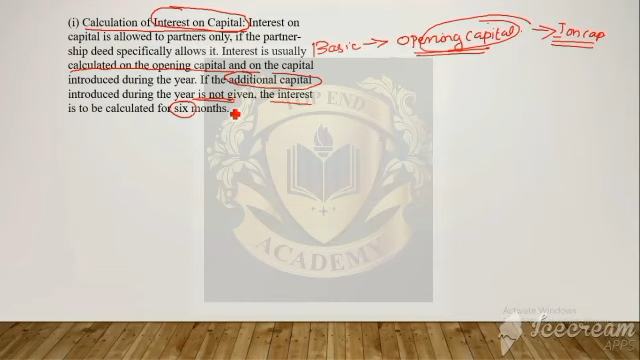 (i) Calculation of Interest on Capital: Interest on
capital is allowed to partners only, if the partner-
ship deed specifically allows it. Interest is usually
calculated on the opening capital and on the capital
introduced during the year. If the additional capital
introduced during the year is not given, the interest
is to be calculated for six months.
Basic → opening capital → Ioncap
TOP END
ACADEMY
Activate Windows
Icecream
APPS